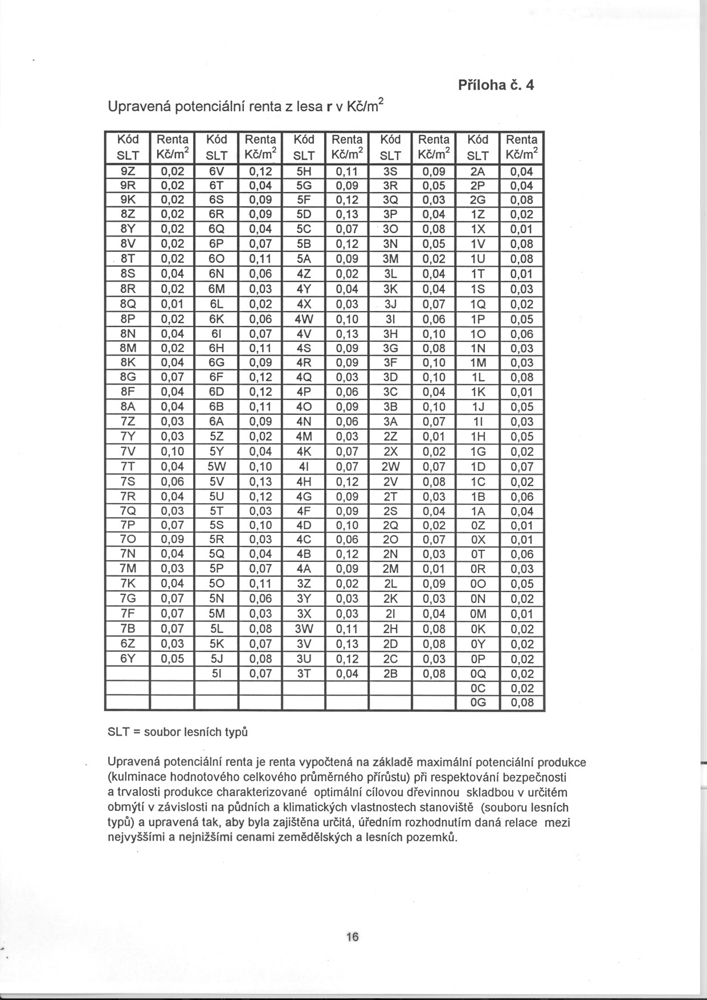 Příloha č. 4
Upravená potenciální renta z lesa r v Kč/m²
Kód Renta Kód Renta Kód Renta Kód Renta Kód Renta
SLT Kč/m² SLT Kč/m² SLT Kč/m² SLT Kč/m² SLT Kč/m²
9Z 0,02 6V 0,12 5H 0,11 3S 0,09 2A 0,04
9R 0,02 6T 0,04 5G 0,09 3R 0,05 2P 0,04
9K 0,02 6S 0,09 5F 0,12 3Q 0,03 2G 0,08
8Z 0,02 6R 0,09 5D 0,13 3P 0,04 1Z 0,02
8Y 0,02 6Q 0,04 5C 0,07 3O 0,08 1X 0,01
8V 0,02 6P 0,07 5B 0,12 3N 0,05 1V 0,08
8T 0,02 6O 0,11 5A 0,09 3M 0,02 1U 0,08
8S 0,04 6N 0,06 4Z 0,02 3L 0,04 1T 0,01
8R 0,02 6M 0,03 4Y 0,04 3K 0,04 1S 0,03
8Q 0,01 6L 0,02 4X 0,03 3J 0,07 1Q 0,02
8P 0,02 6K 0,06 4W 0,10 3I 0,06 1P 0,05
8N 0,04 6I 0,07 4V 0,13 3H 0,10 1O 0,06
8M 0,02 6H 0,11 4S 0,09 3G 0,08 1N 0,03
8K 0,04 6G 0,09 4R 0,09 3F 0,10 1M 0,03
8G 0,07 6F 0,12 4Q 0,03 3D 0,10 1L 0,08
8F 0,04 6D 0,12 4P 0,06 3C 0,04 1K 0,01
8A 0,04 6B 0,11 4O 0,09 3B 0,10 1J 0,05
7Z 0,03 6A 0,09 4N 0,06 3A 0,07 1I 0,03
7Y 0,03 5Z 0,02 4M 0,03 2Z 0,01 1H 0,05
7V 0,10 5Y 0,04 4K 0,07 2X 0,02 1G 0,02
7T 0,04 5W 0,10 4I 0,07 2W 0,07 1D 0,07
7S 0,06 5V 0,13 4H 0,12 2V 0,08 1C 0,02
7R 0,04 5U 0,12 4G 0,09 2T 0,03 1B 0,06
7Q 0,03 5T 0,03 4F 0,09 2S 0,04 1A 0,04
7P 0,07 5S 0,10 4D 0,10 2Q 0,02 0Z 0,01
7O 0,09 5R 0,03 4C 0,06 2O 0,07 0X 0,01
7N 0,04 5Q 0,04 4B 0,12 2N 0,03 0T 0,06
7M 0,03 5P 0,07 4A 0,09 2M 0,01 0R 0,03
7K 0,04 5O 0,11 3Z 0,02 2L 0,09 0O 0,05
7G 0,07 5N 0,06 3Y 0,03 2K 0,03 0N 0,02
7F 0,07 5M 0,03 3X 0,03 2I 0,04 0M 0,01
7B 0,07 5L 0,08 3W 0,11 2H 0,08 0K 0,02
6Z 0,03 5K 0,07 3V 0,13 2D 0,08 0Y 0,02
6Y 0,05 5J 0,08 3U 0,12 2C 0,03 0P 0,02
5I 0,07 3T 0,04 2B 0,08 0Q 0,02
0C 0,02
0G 0,08
SLT = soubor lesních typů
Upravená potenciální renta je renta vypočtená na základě maximální potenciální produkce
(kulminace hodnotového celkového průměrného přírůstu) při respektování bezpečnosti
a trvalosti produkce charakterizované optimální cílovou dřevinnou skladbou v určitém
obmýtí v závislosti na půdních a klimatických vlastnostech stanoviště (souboru lesních
typů) a upravená tak, aby byla zajištěna určitá, úředním rozhodnutím daná relace mezi
nejvyššími a nejnižšími cenami zemědělských a lesních pozemků.
16